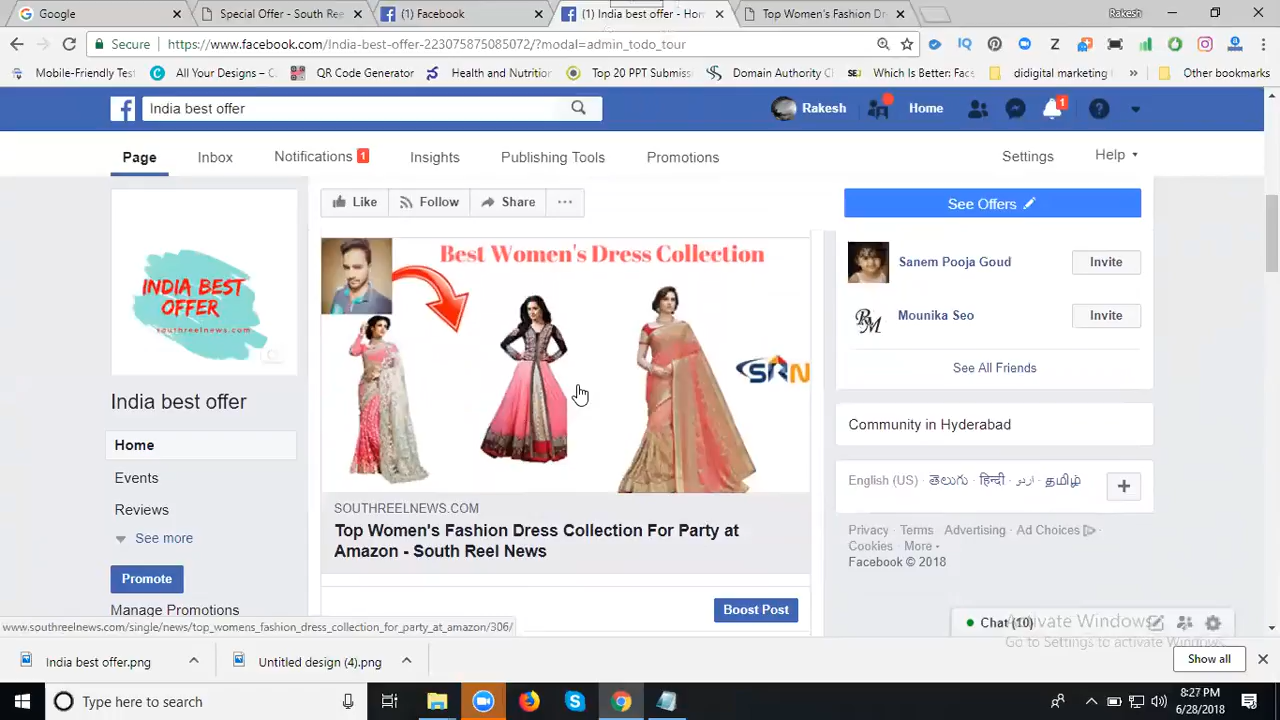 Google
Special Offer - South Ree
(1) Facebook
(1) India best offer - Hom
Top Women's Fashion Dr
Rakesh
Secure
https://www.facebook.com/India-best-offer-223075875085072/?modal=admin_todo_tour
Mobile-Friendly Test
All Your Designs – C
QR Code Generator
Health and Nutrition
Top 20 PPT Submiss
Domain Authority C
Which Is Better: Fac
didigital marketing
Other bookmarks
India best offer
Rakesh
Home
1
Page
Inbox
Notifications 1
Insights
Publishing Tools
Promotions
Settings
Help
Like
Follow
Share
See Offers
Best Women's Dress Collection
Sanem Pooja Goud
Invite
INDIA BEST
OFFER
southreelnews.com
Mounika Seo
Invite
See All Friends
SRN
India best offer
Community in Hyderabad
Home
Events
Reviews
See more
English (US) · తెలుగు · हिन्दी · اردو · தமிழ்
SOUTHREELNEWS.COM
Top Women's Fashion Dress Collection For Party at
Amazon - South Reel News
Privacy · Terms · Advertising · Ad Choices ·
Cookies · More
Facebook © 2018
Promote
Manage Promotions
Boost Post
Chat (10)
Activate Windows
Go to Settings to activate Windows.
www.southreelnews.com/single/news/top_womens_fashion_dress_collection_for_party_at_amazon/306/
India best offer.png
Untitled design (4).png
Show all
Type here to search
8:27 PM
6/28/2018